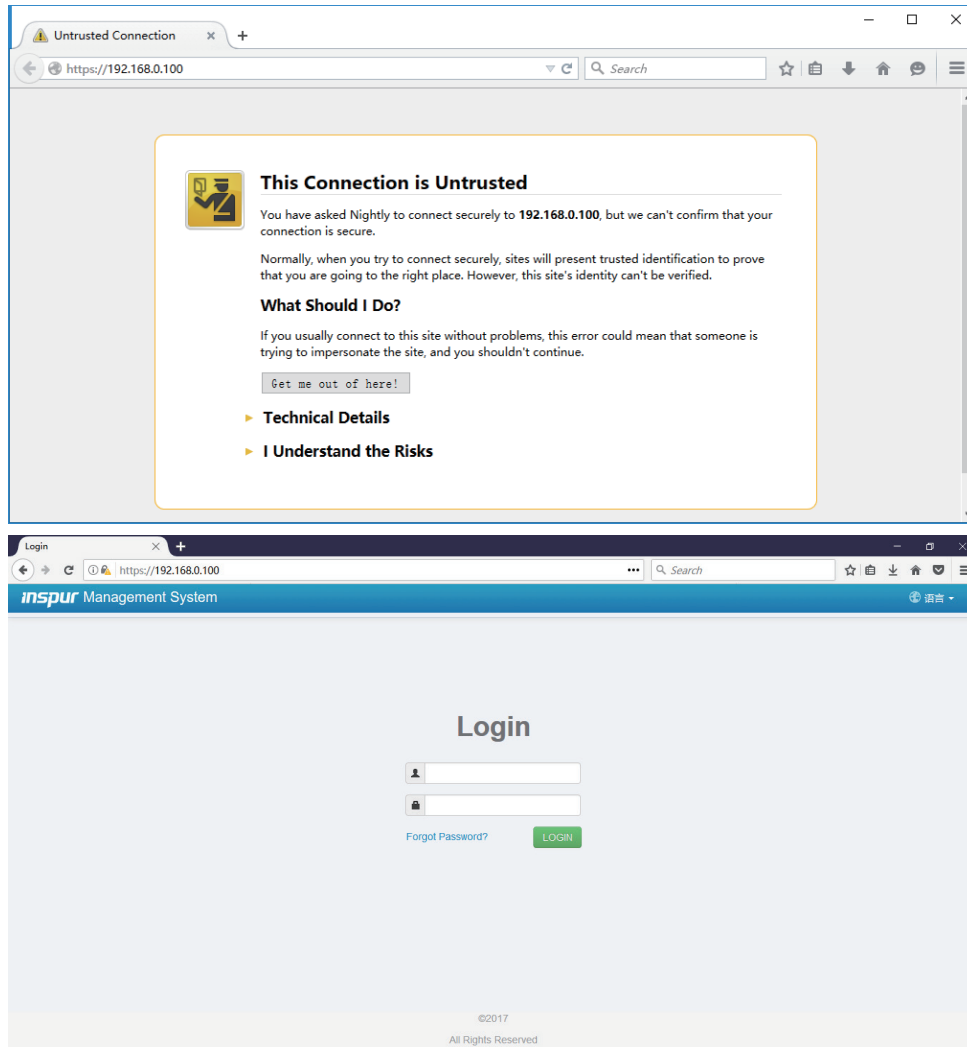 Untrusted Connection
https://192.168.0.100
Search
This Connection is Untrusted
You have asked Nightly to connect securely to 192.168.0.100, but we can't confirm that your
connection is secure.
Normally, when you try to connect securely, sites will present trusted identification to prove
that you are going to the right place. However, this site's identity can't be verified.
What Should I Do?
If you usually connect to this site without problems, this error could mean that someone is
trying to impersonate the site, and you shouldn't continue.
Get me out of here!
Technical Details
I Understand the Risks
Login
https://192.168.0.100
Search
inspur Management System
语言
Login
Forgot Password?
LOGIN
©2017
All Rights Reserved